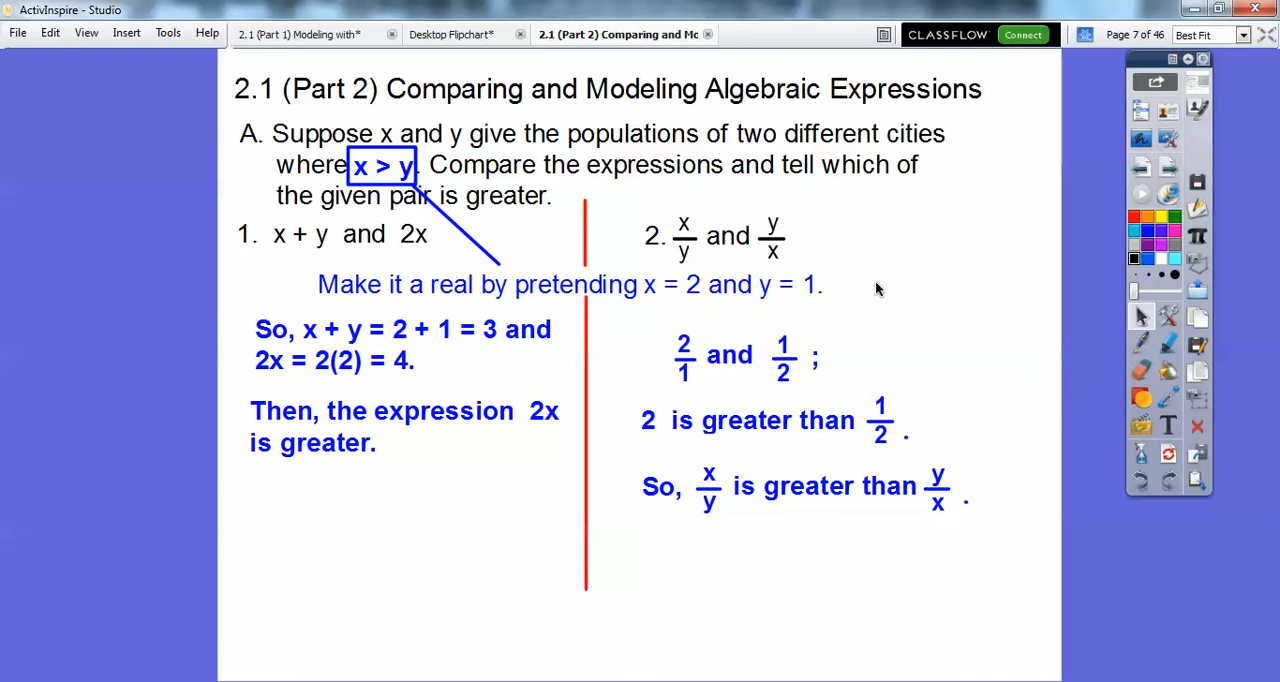 ActivInspire - Studio
File Edit View Insert Tools Help
2.1 (Part 1) Modeling with*
Desktop Flipchart*
2.1 (Part 2) Comparing and Mo
CLASSFLOW Connect
Page 7 of 46
Best Fit
2.1 (Part 2) Comparing and Modeling Algebraic Expressions
A. Suppose x and y give the populations of two different cities
where x > y. Compare the expressions and tell which of
the given pair is greater.
1. x + y and 2x
2. x/y and y/x
Make it a real by pretending x = 2 and y = 1.
So, x + y = 2 + 1 = 3 and
2x = 2(2) = 4.
Then, the expression 2x
is greater.
2/1 and 1/2 ;
2 is greater than 1/2 .
So, x/y is greater than y/x .